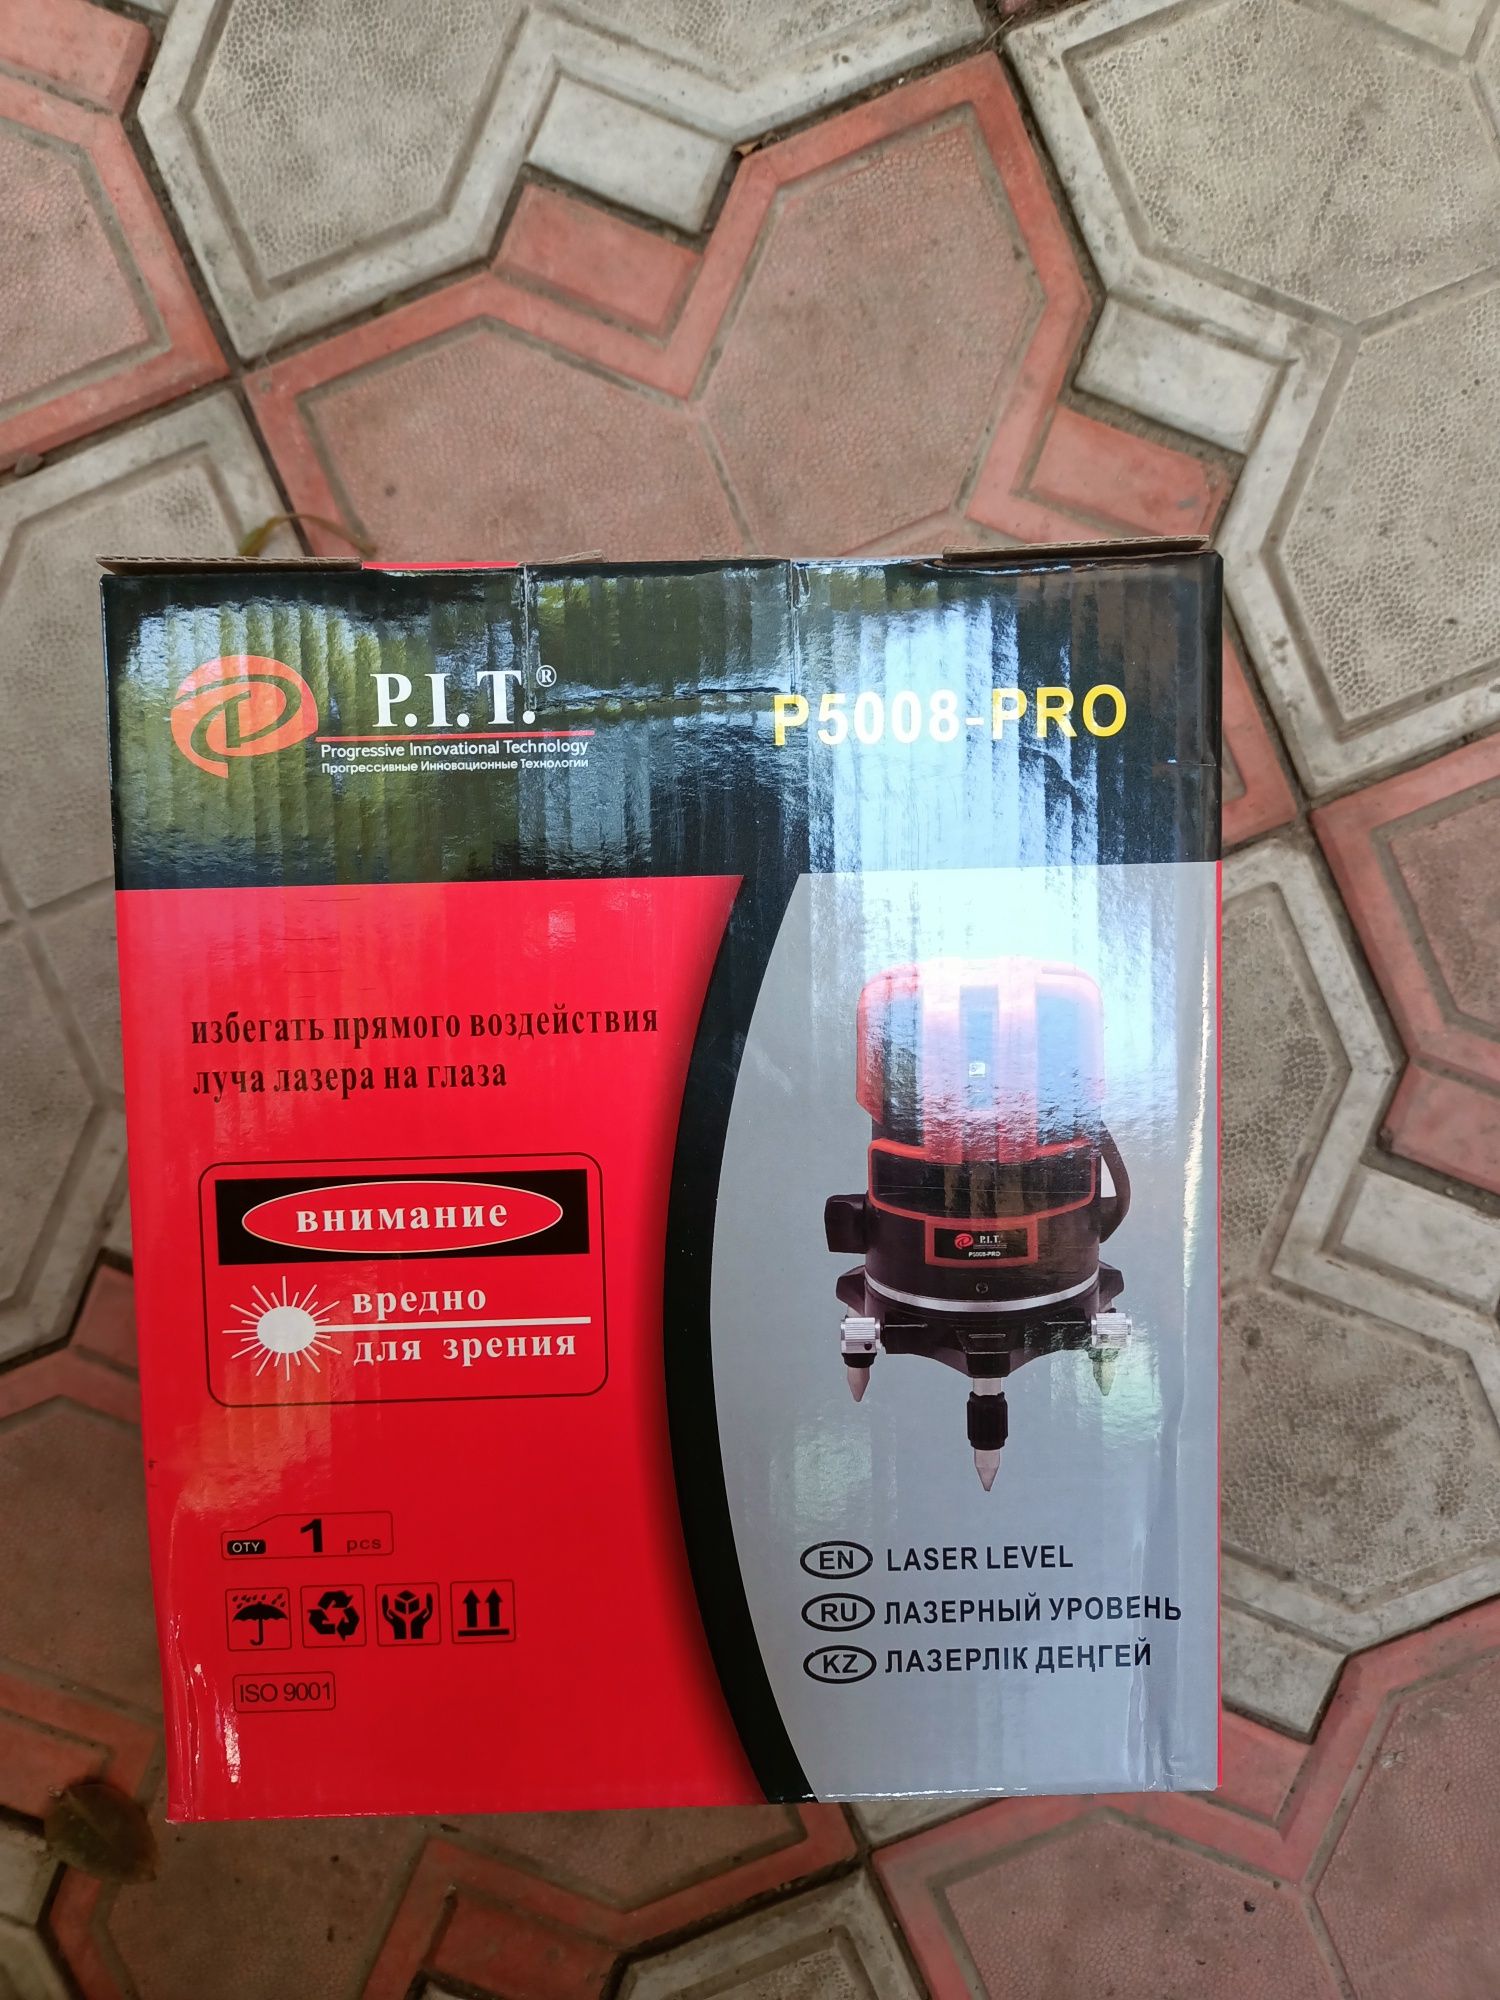 P.I.T.®
Progressive Innovational Technology
Прогрессивные Инновационные Технологии
P5008-PRO
избегать прямого воздействия
луча лазера на глаза
внимание
вредно
для зрения
P.I.T.
P5008-PRO
QTY 1 pcs
ISO 9001
EN LASER LEVEL
RU ЛАЗЕРНЫЙ УРОВЕНЬ
KZ ЛАЗЕРЛІК ДЕҢГЕЙ